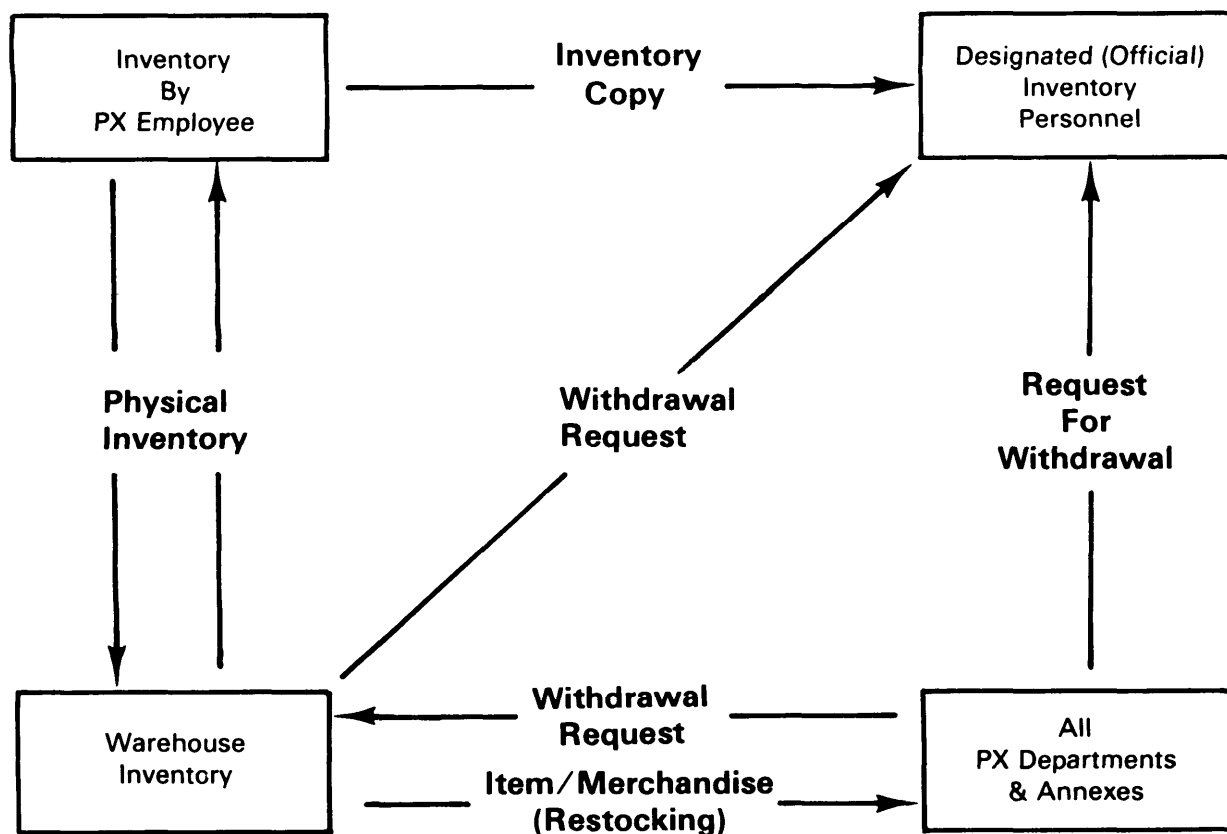 Inventory
By
PX Employee
Inventory
Copy
Designated (Official)
Inventory
Personnel
Physical
Inventory
Withdrawal
Request
Request
For
Withdrawal
Warehouse
Inventory
Withdrawal
Request
Item/Merchandise
(Restocking)
All
PX Departments
& Annexes